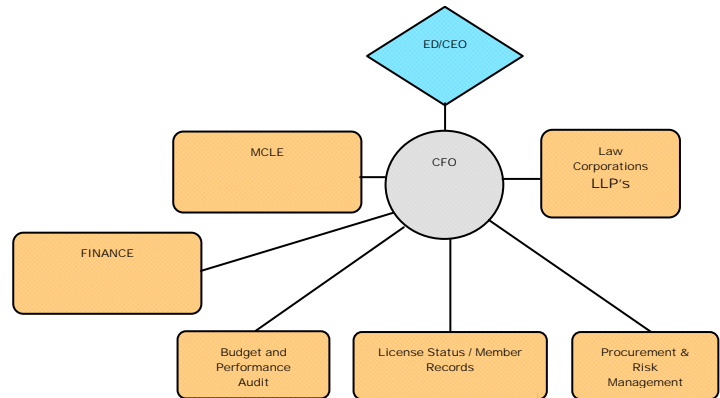 ED/CEO
MCLE
CFO
Law
Corporations
LLP's
FINANCE
Budget and
Performance
Audit
License Status / Member
Records
Procurement &
Risk
Management